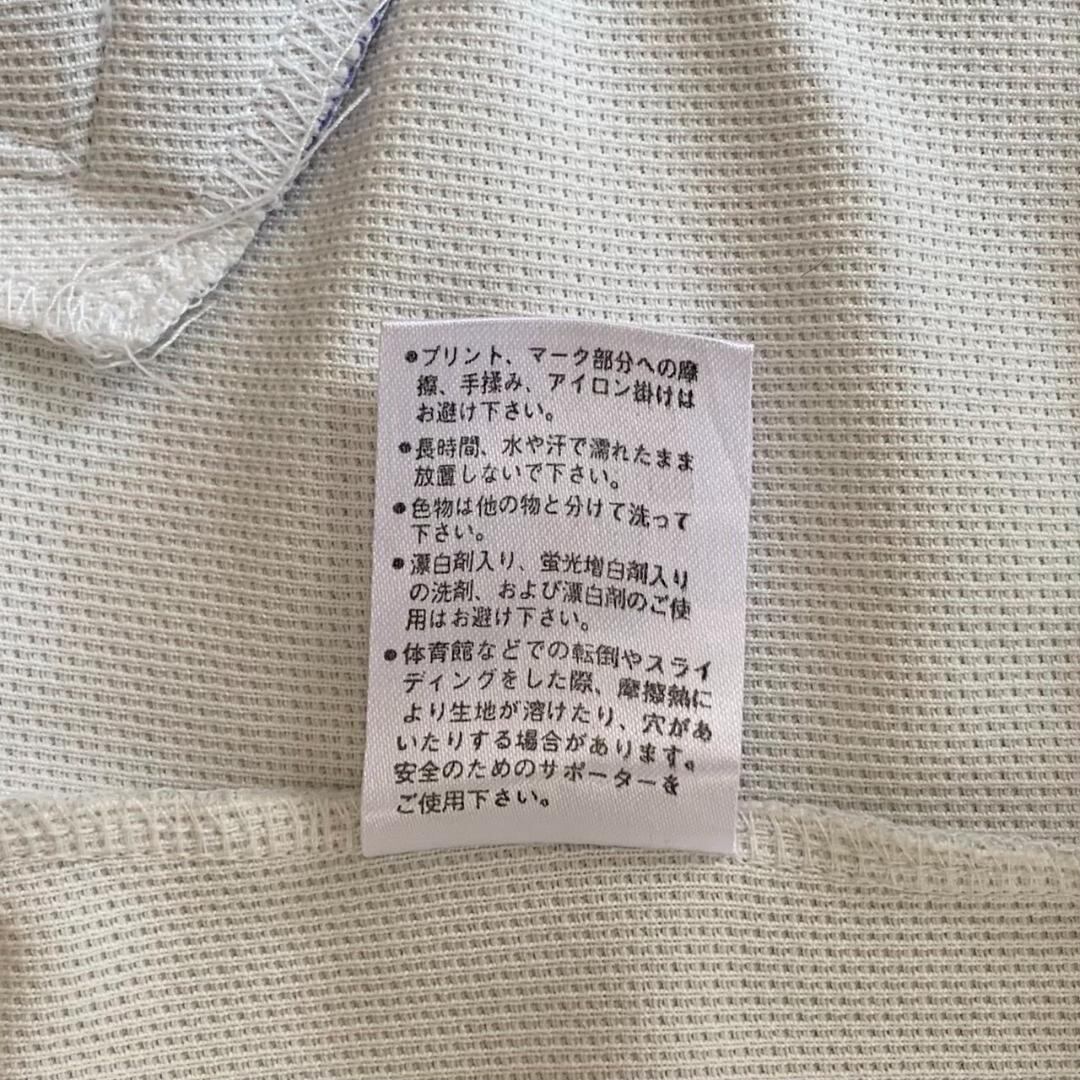 ●プリント、マーク部分への摩
擦、手揉み、アイロン掛けは
お避け下さい。
●長時間、水や汗で濡れたまま
放置しないで下さい。
●色物は他の物と分けて洗って
下さい。
●漂白剤入り、蛍光増白剤入り
の洗剤、および漂白剤のご使
用はお避け下さい。
●体育館などでの転倒やスライ
ディングをした際、摩擦熱に
より生地が溶けたり、穴があ
いたりする場合があります。
安全のためのサポーターを
ご使用下さい。